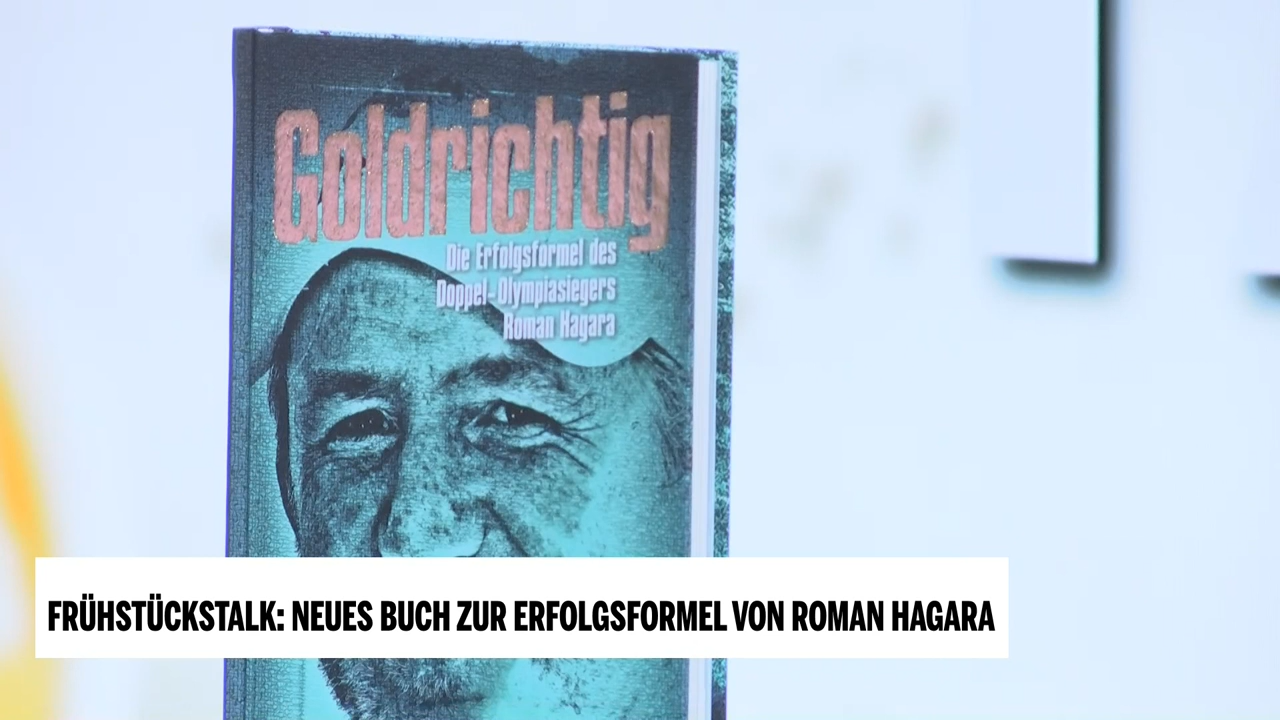 Goldrichtig
Die Erfolgsformel des
Doppel-Olympiasiegers
Roman Hagara
FRÜHSTÜCKSTALK: NEUES BUCH ZUR ERFOLGSFORMEL VON ROMAN HAGARA